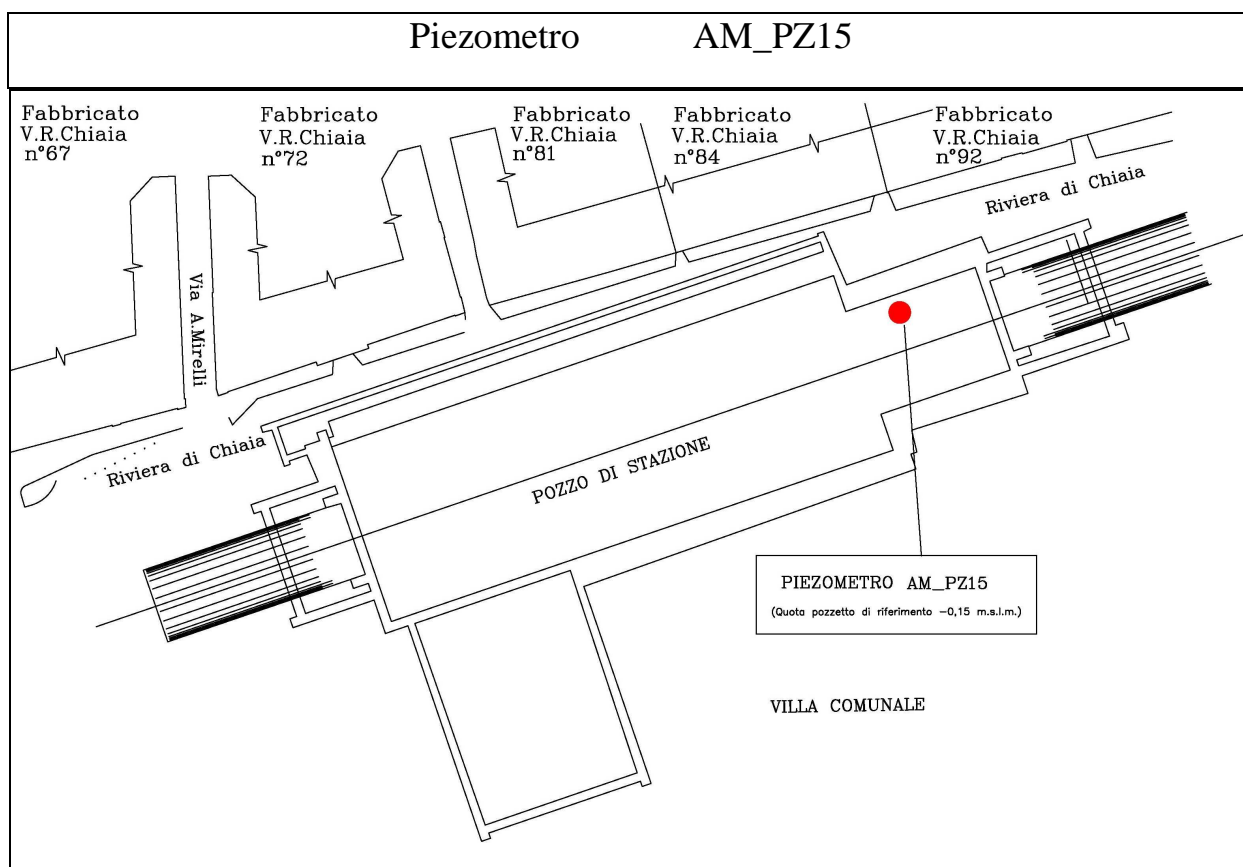 Piezometro AM_PZ15
Fabbricato
V.R.Chiaia
n°67
Fabbricato
V.R.Chiaia
n°72
Fabbricato
V.R.Chiaia
n°81
Fabbricato
V.R.Chiaia
n°84
Fabbricato
V.R.Chiaia
n°92
Riviera di Chiaia
Via A.Mirelli
Riviera di Chiaia
POZZO DI STAZIONE
PIEZOMETRO AM_PZ15
(Quota pozzetto di riferimento -0,15 m.s.l.m.)
VILLA COMUNALE